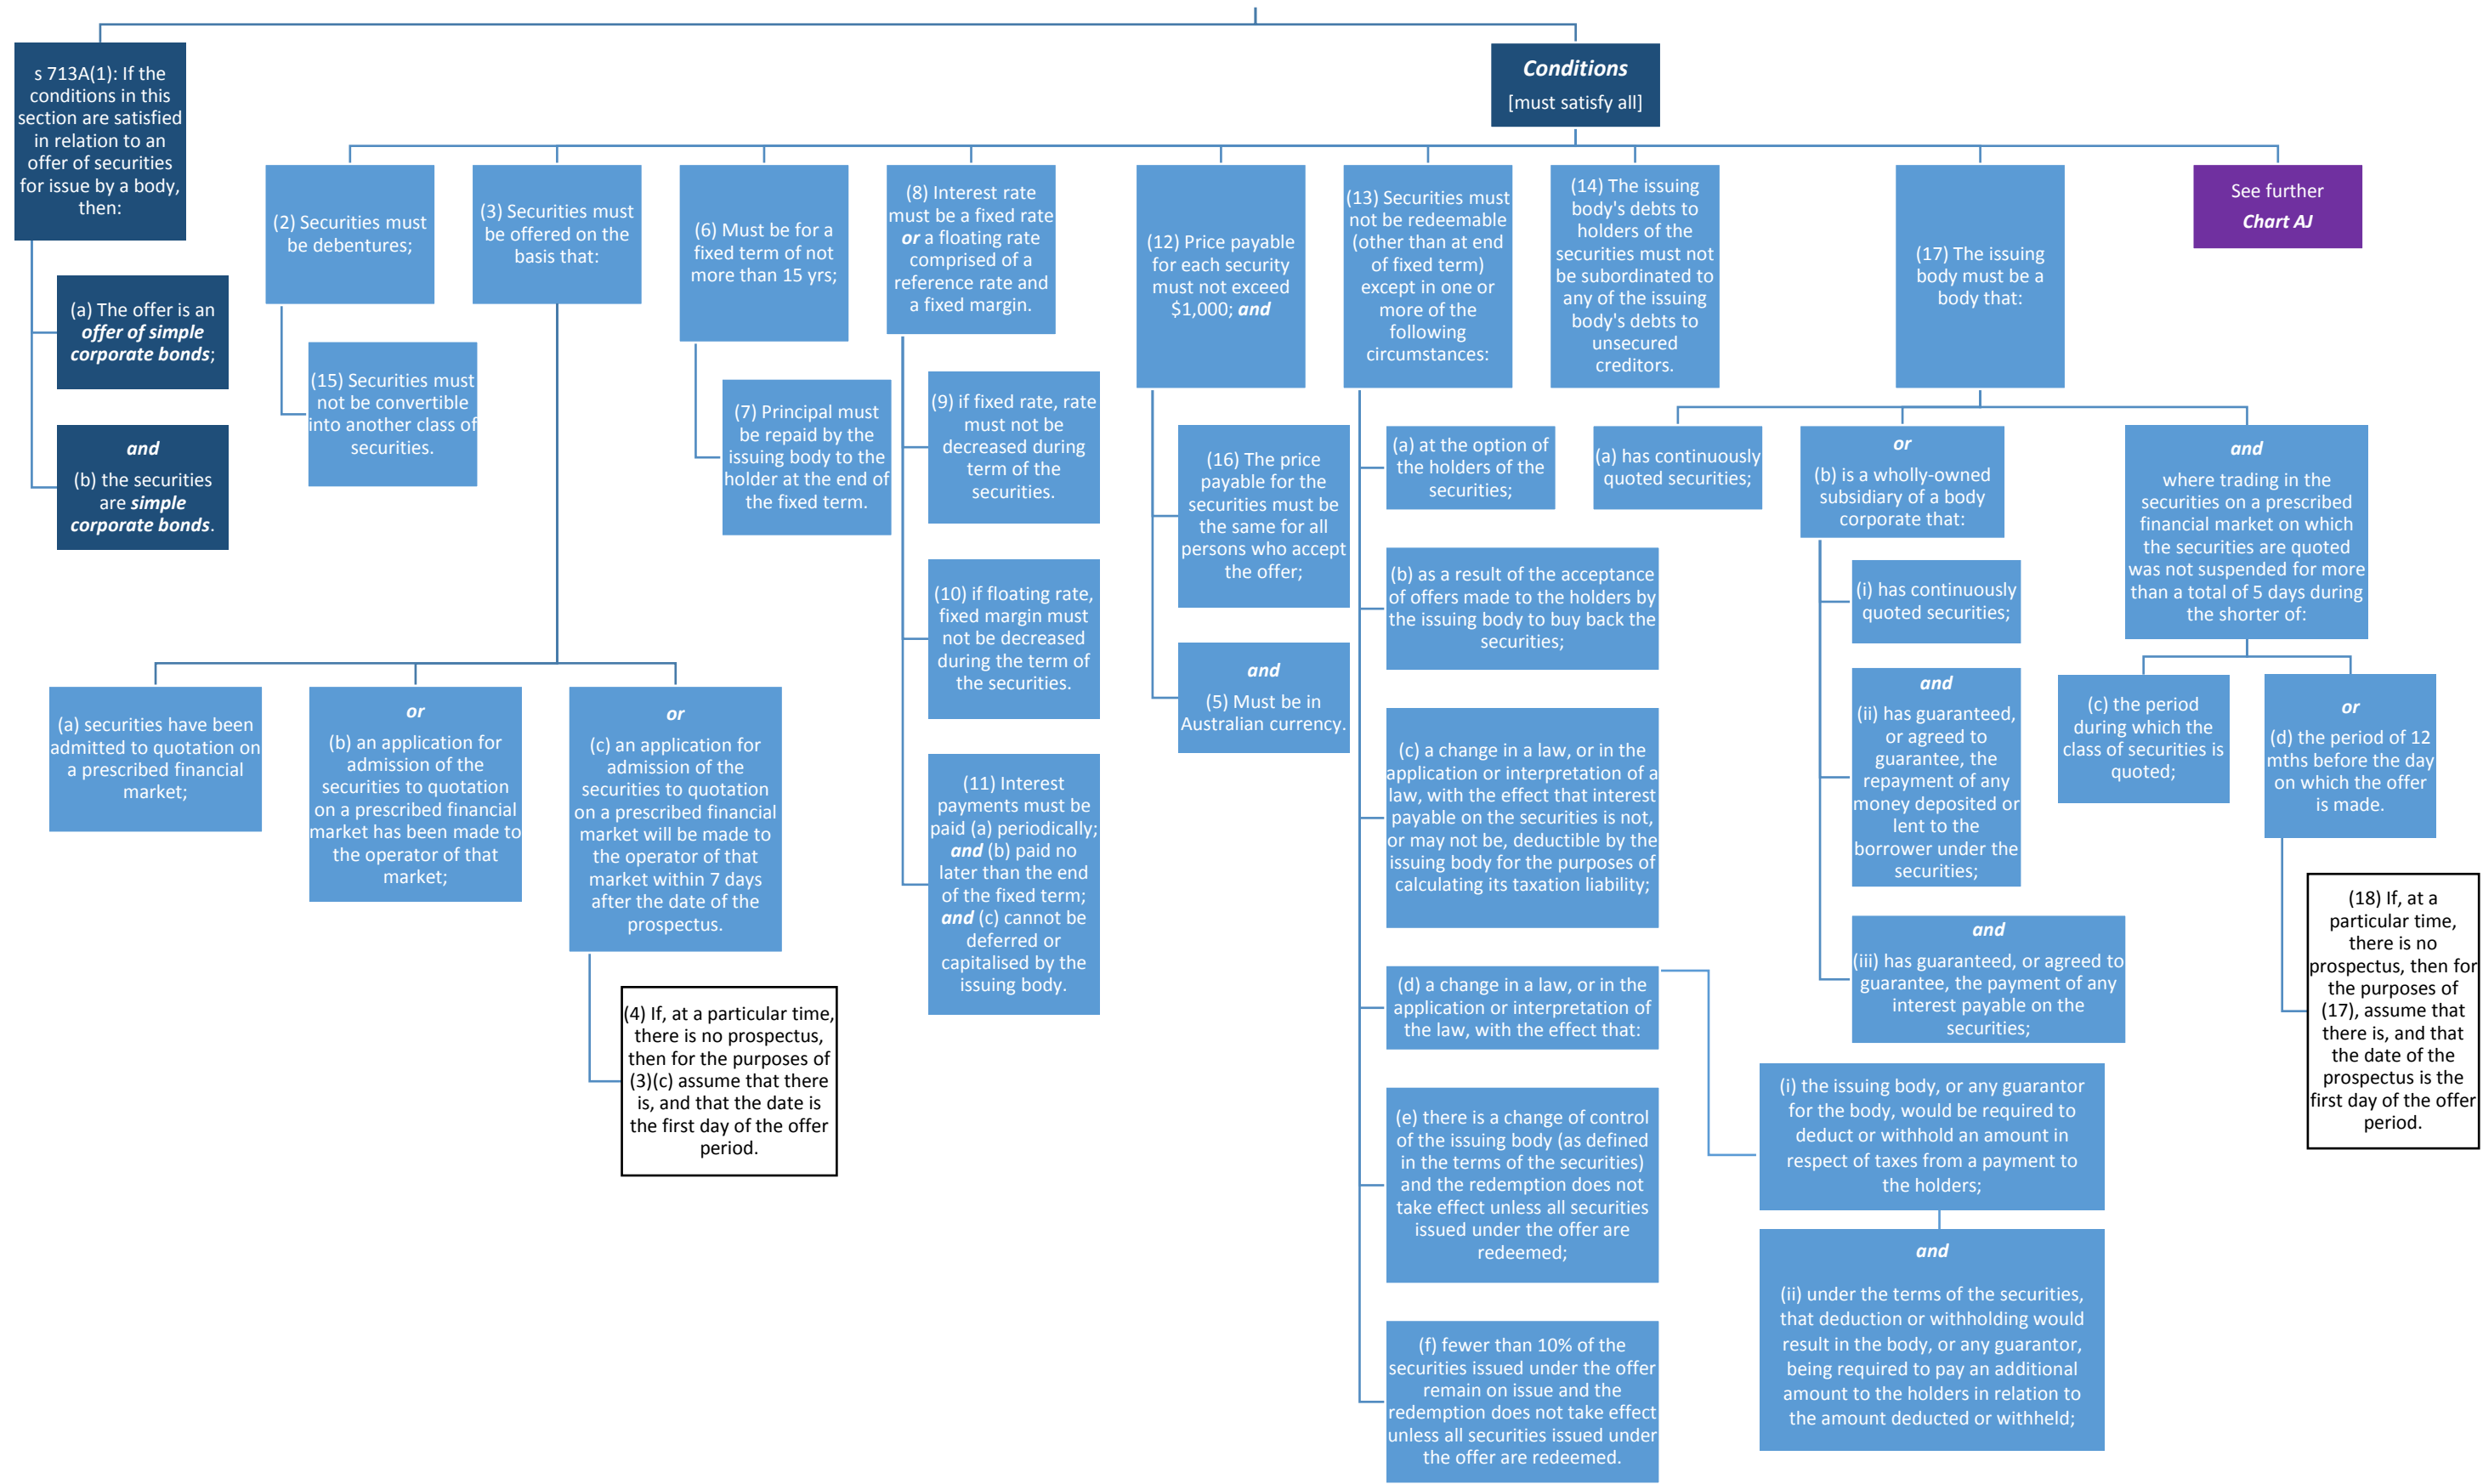 s 713A(1): If the
conditions in this
section are satisfied
in relation to an
offer of securities
for issue by a body,
then:
(a) The offer is an
offer of simple
corporate bonds;
and
(b) the securities
are simple
corporate bonds.
Conditions
[must satisfy all]
(2) Securities must
be debentures;
(15) Securities must
not be convertible
into another class of
securities.
(3) Securities must
be offered on the
basis that:
(a) securities have been
admitted to quotation on
a prescribed financial
market;
or
(b) an application for
admission of the
securities to quotation
on a prescribed financial
market has been made to
the operator of that
market;
or
(c) an application for
admission of the
securities to quotation
on a prescribed financial
market will be made to
the operator of that
market within 7 days
after the date of the
prospectus.
(4) If, at a particular time,
there is no prospectus,
then for the purposes of
(3)(c) assume that there
is, and that the date is
the first day of the offer
period.
(6) Must be for a
fixed term of not
more than 15 yrs;
(7) Principal must
be repaid by the
issuing body to the
holder at the end of
the fixed term.
(8) Interest rate
must be a fixed rate
or a floating rate
comprised of a
reference rate and
a fixed margin.
(9) if fixed rate, rate
must not be
decreased during
term of the
securities.
(10) if floating rate,
fixed margin must
not be decreased
during the term of
the securities.
(11) Interest
payments must be
paid (a) periodically;
and (b) paid no
later than the end
of the fixed term;
and (c) cannot be
deferred or
capitalised by the
issuing body.
(12) Price payable
for each security
must not exceed
$1,000; and
(16) The price
payable for the
securities must be
the same for all
persons who accept
the offer;
and
(5) Must be in
Australian currency.
(13) Securities must
not be redeemable
(other than at end
of fixed term)
except in one or
more of the
following
circumstances:
(a) at the option of
the holders of the
securities;
(b) as a result of the acceptance
of offers made to the holders by
the issuing body to buy back the
securities;
(c) a change in a law, or in the
application or interpretation of a
law, with the effect that interest
payable on the securities is not,
or may not be, deductible by the
issuing body for the purposes of
calculating its taxation liability;
(d) a change in a law, or in the
application or interpretation of
the law, with the effect that:
(i) the issuing body, or any guarantor
for the body, would be required to
deduct or withhold an amount in
respect of taxes from a payment to
the holders;
and
(ii) under the terms of the securities,
that deduction or withholding would
result in the body, or any guarantor,
being required to pay an additional
amount to the holders in relation to
the amount deducted or withheld;
(e) there is a change of control
of the issuing body (as defined
in the terms of the securities)
and the redemption does not
take effect unless all securities
issued under the offer are
redeemed;
(f) fewer than 10% of the
securities issued under the offer
remain on issue and the
redemption does not take effect
unless all securities issued under
the offer are redeemed.
(14) The issuing
body's debts to
holders of the
securities must not
be subordinated to
any of the issuing
body's debts to
unsecured
creditors.
(17) The issuing
body must be a
body that:
(a) has continuously
quoted securities;
or
(b) is a wholly-owned
subsidiary of a body
corporate that:
(i) has continuously
quoted securities;
and
(ii) has guaranteed,
or agreed to
guarantee, the
repayment of any
money deposited or
lent to the
borrower under the
securities;
and
(iii) has guaranteed, or agreed to
guarantee, the payment of any
interest payable on the
securities;
and
where trading in the
securities on a prescribed
financial market on which
the securities are quoted
was not suspended for more
than a total of 5 days during
the shorter of:
(c) the period
during which the
class of securities is
quoted;
or
(d) the period of 12
mths before the day
on which the offer
is made.
(18) If, at a
particular time,
there is no
prospectus, then for
the purposes of
(17), assume that
there is, and that
the date of the
prospectus is the
first day of the offer
period.
See further
Chart AJ